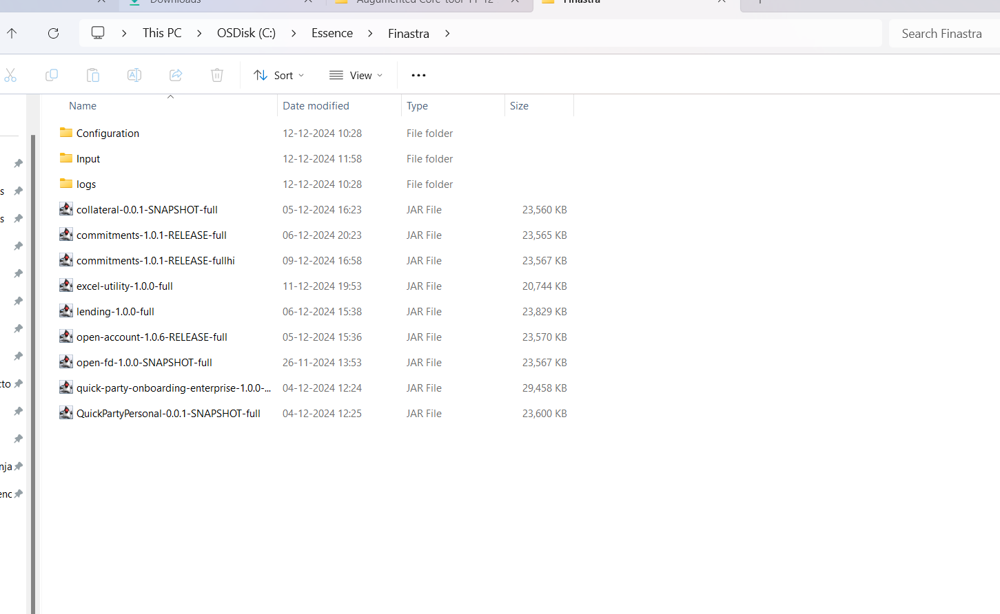 Downloads
Augumented Core-tool-11-12
Finastra
This PC > OSDisk (C:) > Essence > Finastra >
Search Finastra
Sort
View
Name Date modified Type Size
Configuration 12-12-2024 10:28 File folder
Input 12-12-2024 11:58 File folder
logs 12-12-2024 10:28 File folder
collateral-0.0.1-SNAPSHOT-full 05-12-2024 16:23 JAR File 23,560 KB
commitments-1.0.1-RELEASE-full 06-12-2024 20:23 JAR File 23,565 KB
commitments-1.0.1-RELEASE-fullhi 09-12-2024 16:58 JAR File 23,567 KB
excel-utility-1.0.0-full 11-12-2024 19:53 JAR File 20,744 KB
lending-1.0.0-full 06-12-2024 15:38 JAR File 23,829 KB
open-account-1.0.6-RELEASE-full 05-12-2024 15:36 JAR File 23,570 KB
open-fd-1.0.0-SNAPSHOT-full 26-11-2024 13:53 JAR File 23,567 KB
quick-party-onboarding-enterprise-1.0.0-... 04-12-2024 12:24 JAR File 29,458 KB
QuickPartyPersonal-0.0.1-SNAPSHOT-full 04-12-2024 12:25 JAR File 23,600 KB